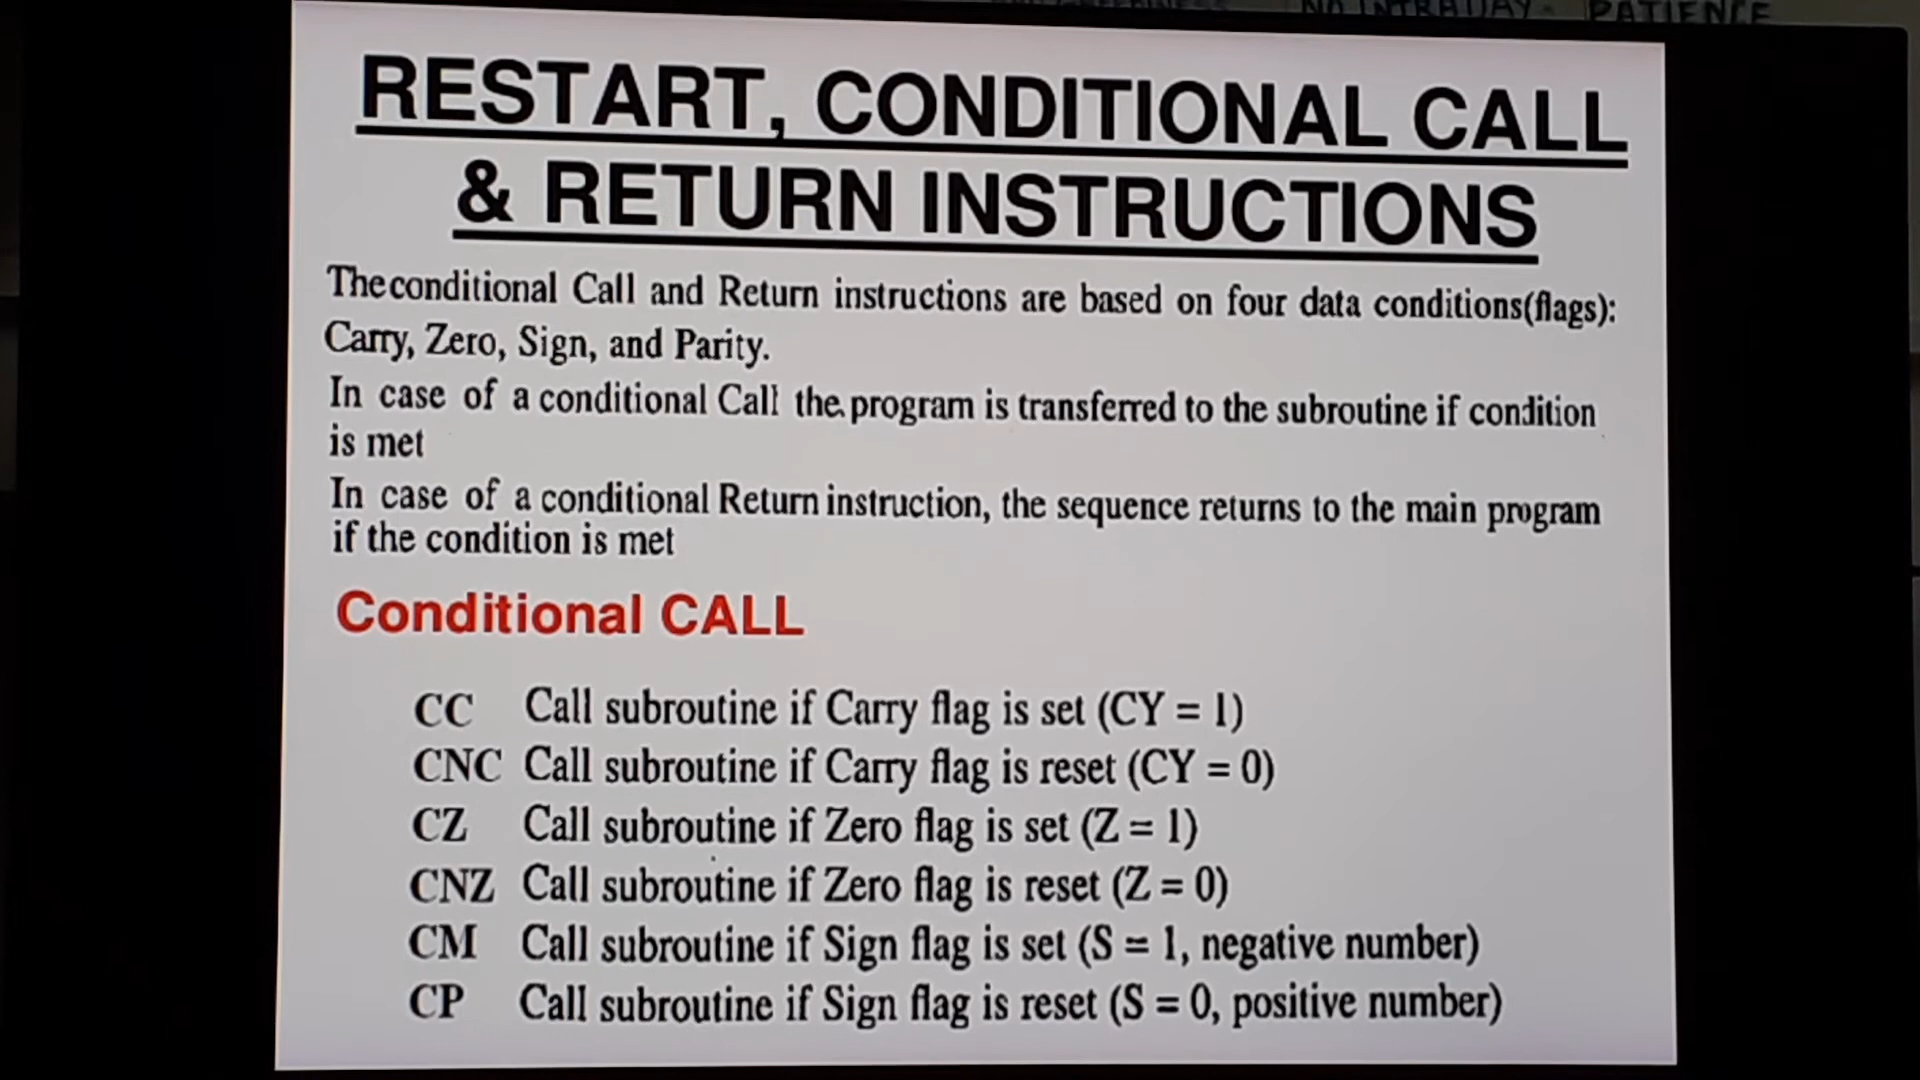 NO INTRADAY - PATIENCE
RESTART, CONDITIONAL CALL
& RETURN INSTRUCTIONS
The conditional Call and Return instructions are based on four data conditions(flags):
Carry, Zero, Sign, and Parity.
In case of a conditional Call the program is transferred to the subroutine if condition
is met
In case of a conditional Return instruction, the sequence returns to the main program
if the condition is met
Conditional CALL
CC Call subroutine if Carry flag is set (CY = 1)
CNC Call subroutine if Carry flag is reset (CY = 0)
CZ Call subroutine if Zero flag is set (Z = 1)
CNZ Call subroutine if Zero flag is reset (Z = 0)
CM Call subroutine if Sign flag is set (S = 1, negative number)
CP Call subroutine if Sign flag is reset (S = 0, positive number)